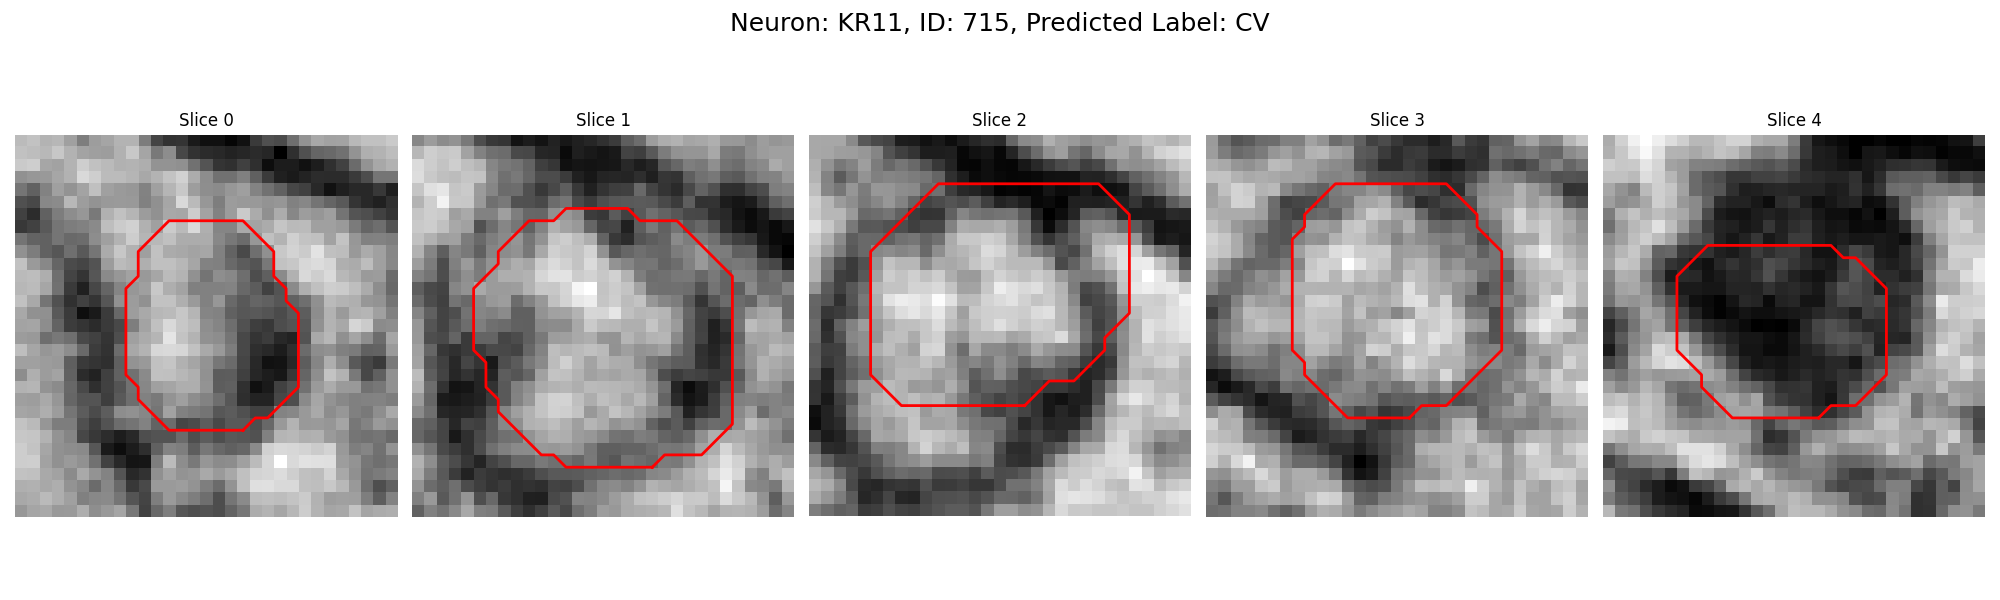 Neuron: KR11, ID: 715, Predicted Label: CV
Slice 0
Slice 1
Slice 2
Slice 3
Slice 4